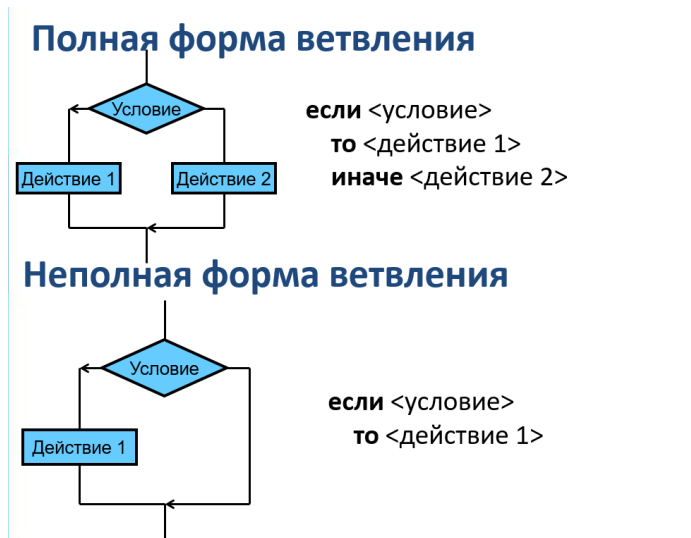 Полная форма ветвления
Условие
Действие 1
Действие 2
если <условие>
то <действие 1>
иначе <действие 2>
Неполная форма ветвления
Условие
Действие 1
если <условие>
то <действие 1>